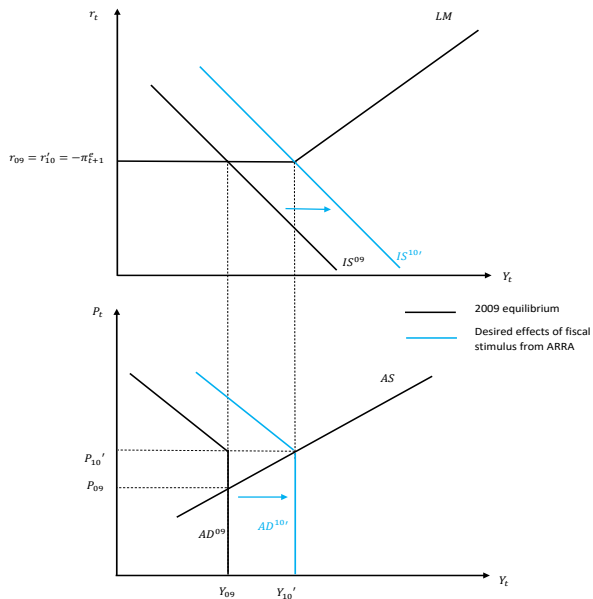 r_t
LM
r_09 = r'_10 = −π^e_{t+1}
IS^09
IS^10′
Y_t
P_t
2009 equilibrium
Desired effects of fiscal
stimulus from ARRA
AS
P_10′
P_09
AD^09
AD^10′
Y_09
Y_10′
Y_t